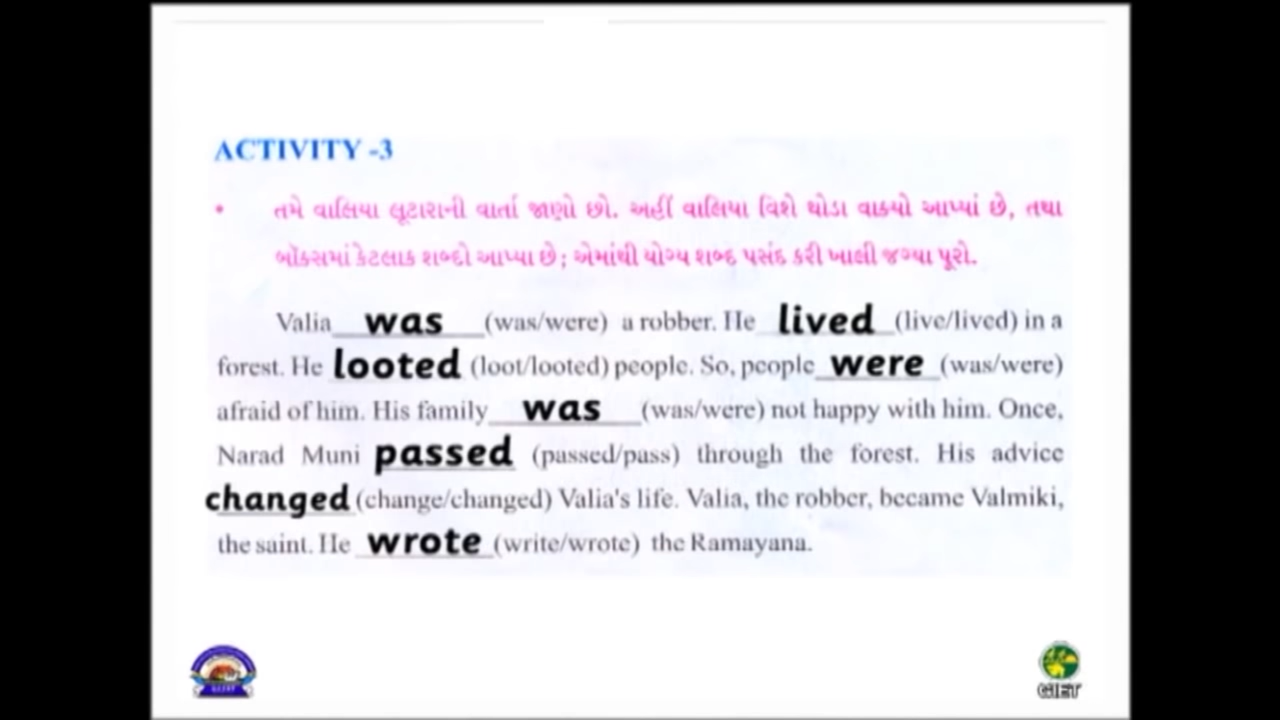 ACTIVITY -3
• તમે વાલિયા લૂટારાની વાર્તા જાણો છો. અહીં વાલિયા વિશે થોડા વાક્યો આપ્યાં છે, તથા
બૉક્સમાં કેટલાક શબ્દો આપ્યા છે; એમાંથી યોગ્ય શબ્દ પસંદ કરી ખાલી જગ્યા પૂરો.
Valia was (was/were) a robber. He lived (live/lived) in a
forest. He looted (loot/looted) people. So, people were (was/were)
afraid of him. His family was (was/were) not happy with him. Once,
Narad Muni passed (passed/pass) through the forest. His advice
changed (change/changed) Valia's life. Valia, the robber, became Valmiki,
the saint. He wrote (write/wrote) the Ramayana.
GIET